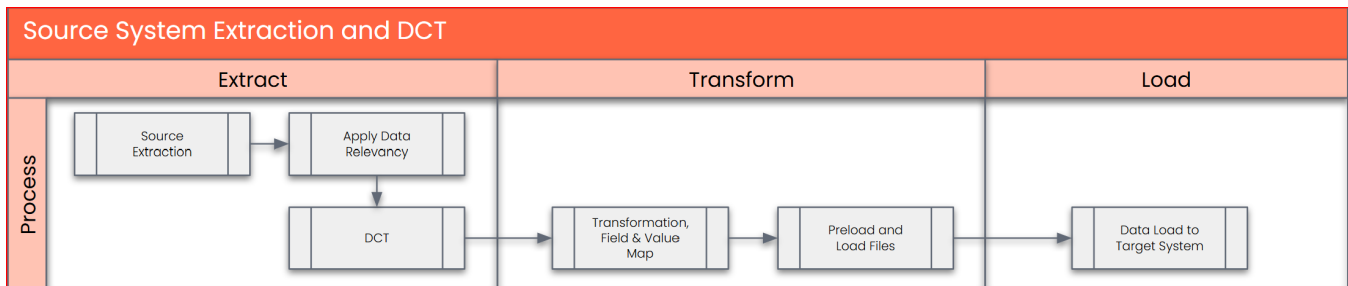 Source System Extraction and DCT
Extract
Transform
Load
Process
Source
Extraction
Apply Data
Relevancy
DCT
Transformation,
Field & Value
Map
Preload and
Load Files
Data Load to
Target System